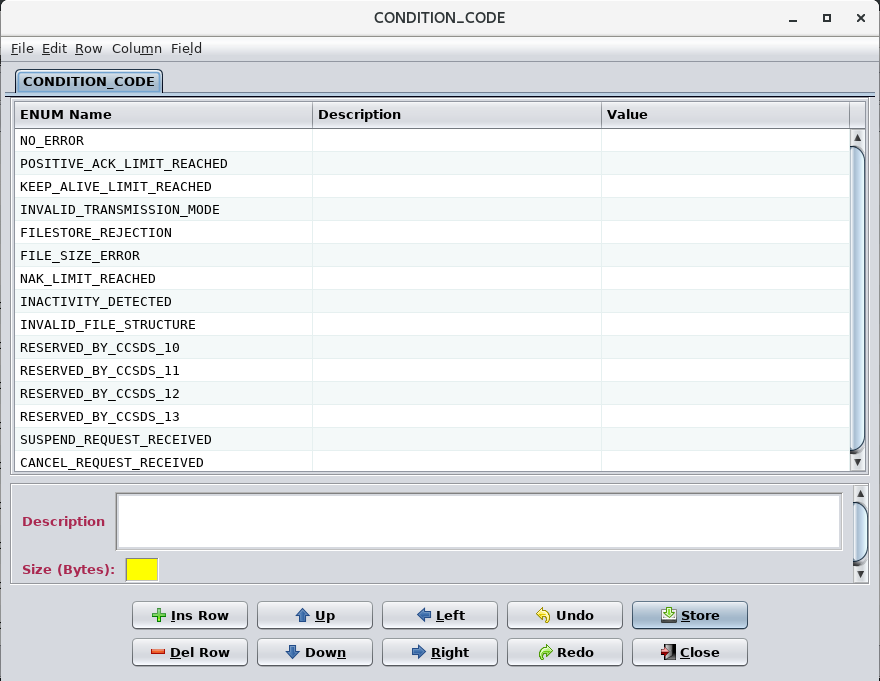 CONDITION_CODE
File Edit Row Column Field
CONDITION_CODE
ENUM Name Description Value
NO_ERROR
POSITIVE_ACK_LIMIT_REACHED
KEEP_ALIVE_LIMIT_REACHED
INVALID_TRANSMISSION_MODE
FILESTORE_REJECTION
FILE_SIZE_ERROR
NAK_LIMIT_REACHED
INACTIVITY_DETECTED
INVALID_FILE_STRUCTURE
RESERVED_BY_CCSDS_10
RESERVED_BY_CCSDS_11
RESERVED_BY_CCSDS_12
RESERVED_BY_CCSDS_13
SUSPEND_REQUEST_RECEIVED
CANCEL_REQUEST_RECEIVED
Description
Size (Bytes):
Ins Row Up Left Undo Store
Del Row Down Right Redo Close